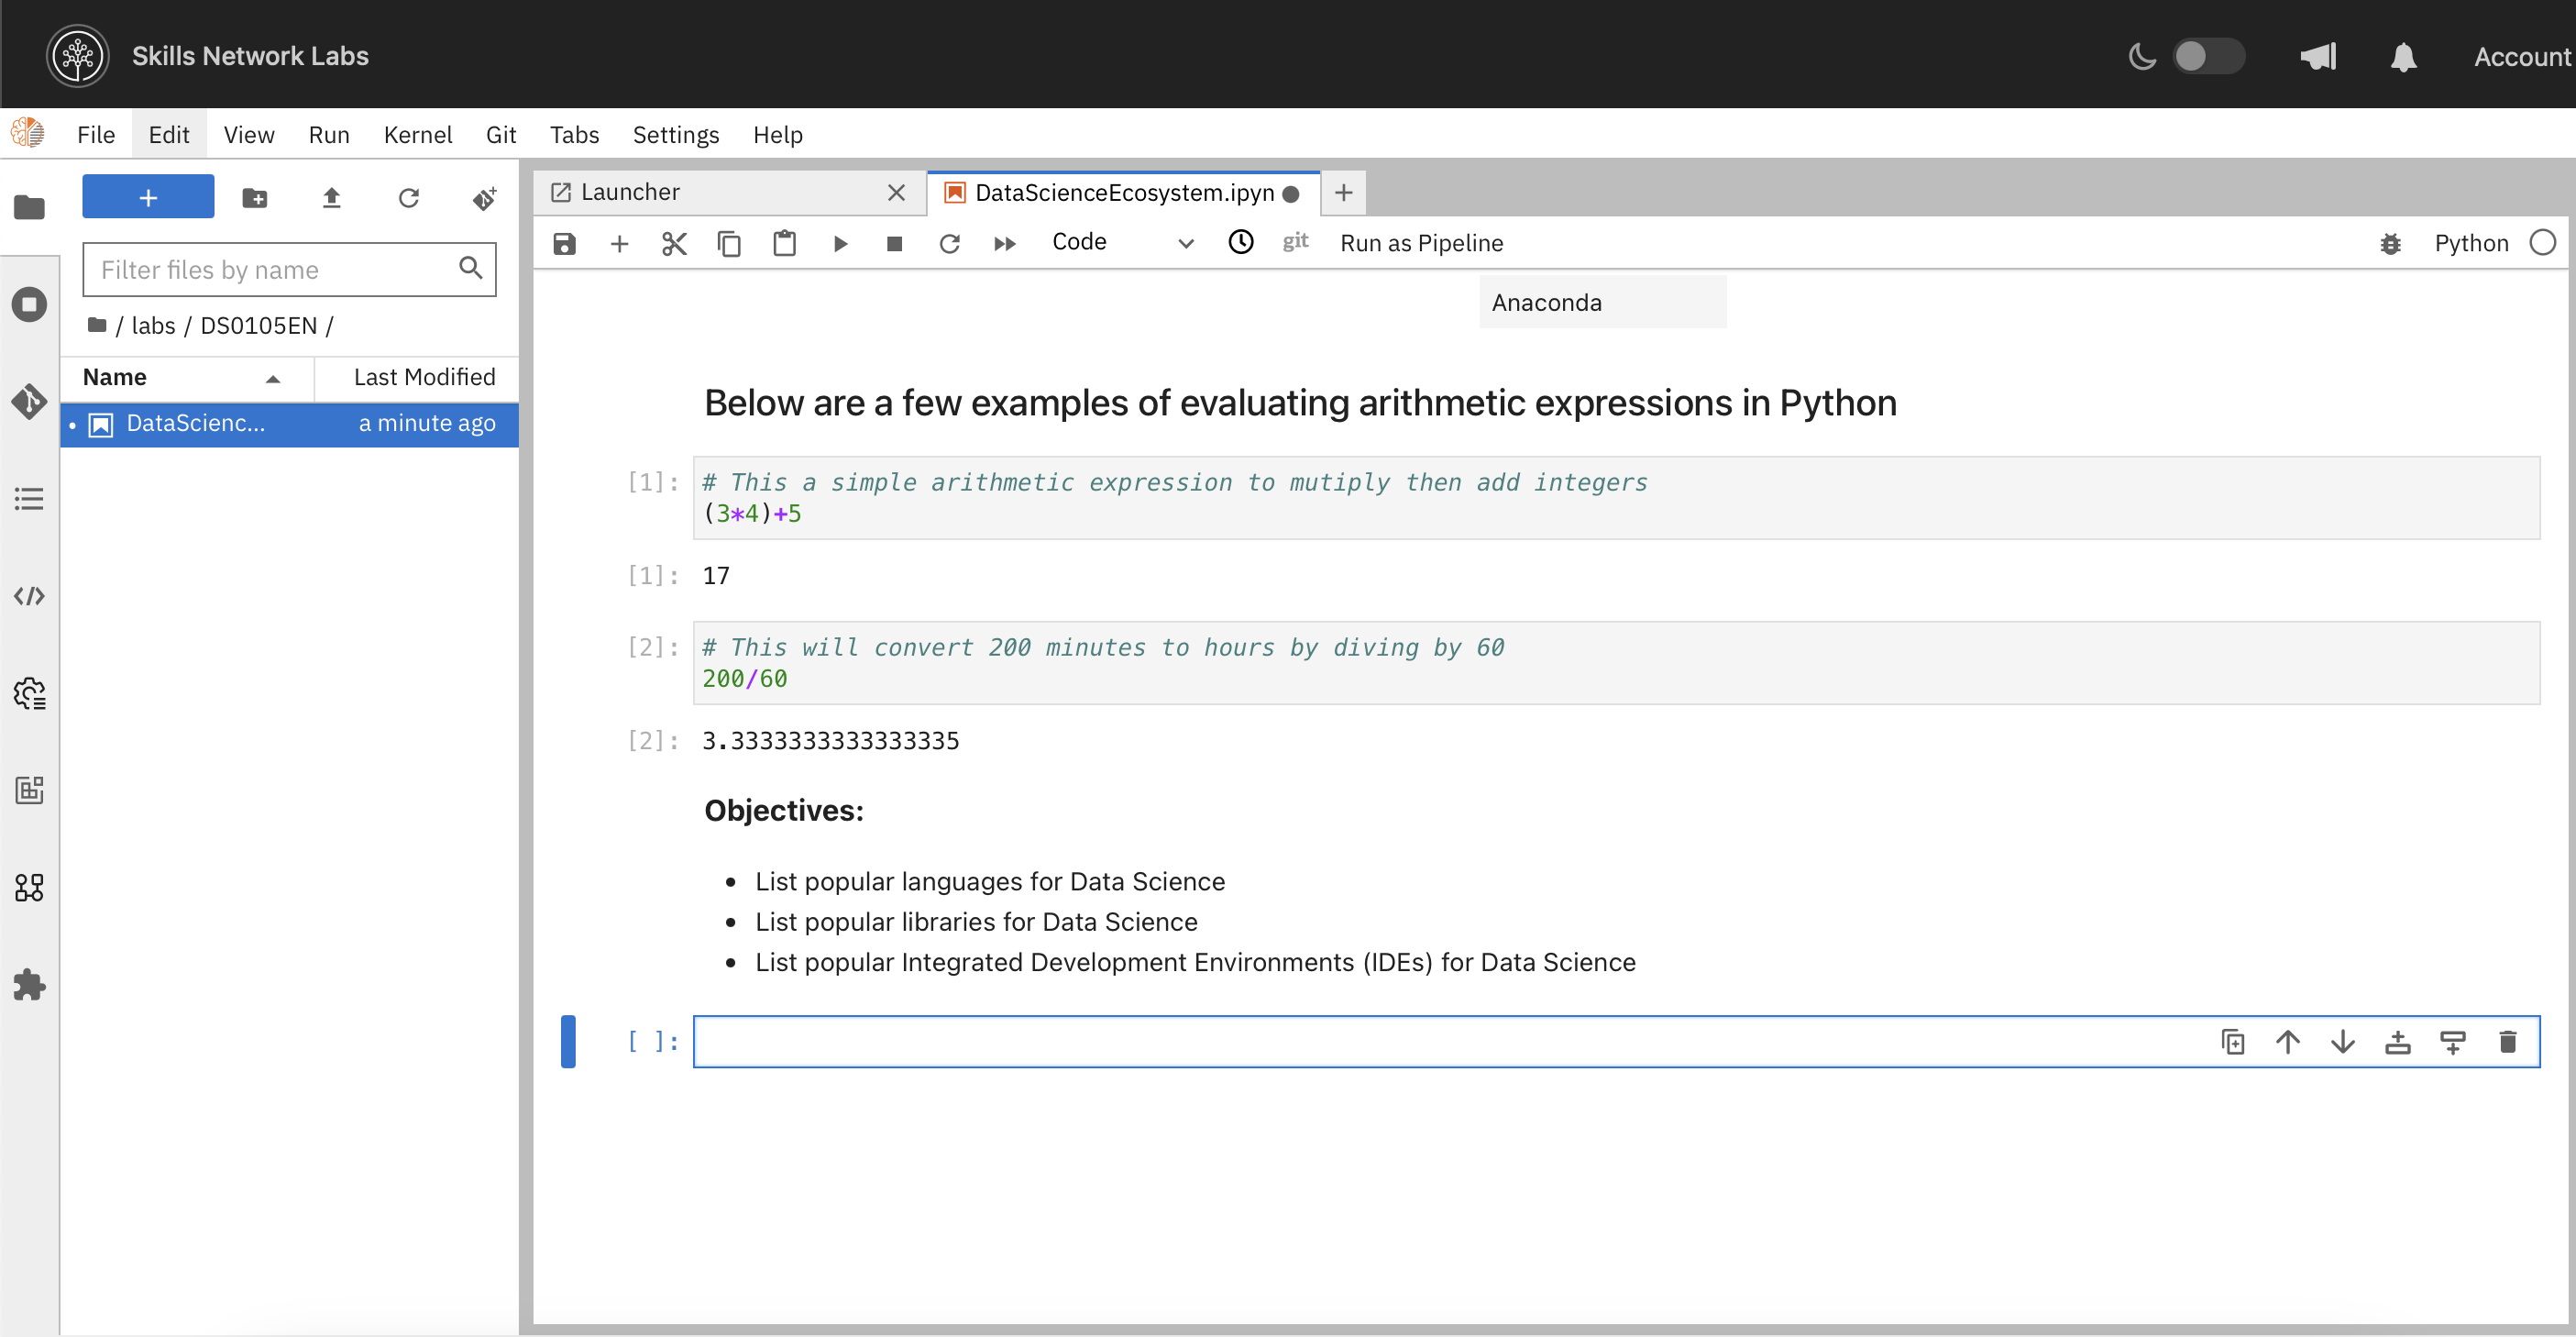 Skills Network Labs
Account
File Edit View Run Kernel Git Tabs Settings Help
+
Filter files by name
/ labs / DS0105EN /
Name Last Modified
DataScienc... a minute ago
Launcher
DataScienceEcosystem.ipyn
Code
git
Run as Pipeline
Python
Anaconda
Below are a few examples of evaluating arithmetic expressions in Python
[1]: # This a simple arithmetic expression to mutiply then add integers
(3*4)+5
[1]: 17
[2]: # This will convert 200 minutes to hours by diving by 60
200/60
[2]: 3.3333333333333335
Objectives:
• List popular languages for Data Science
• List popular libraries for Data Science
• List popular Integrated Development Environments (IDEs) for Data Science
[ ]: